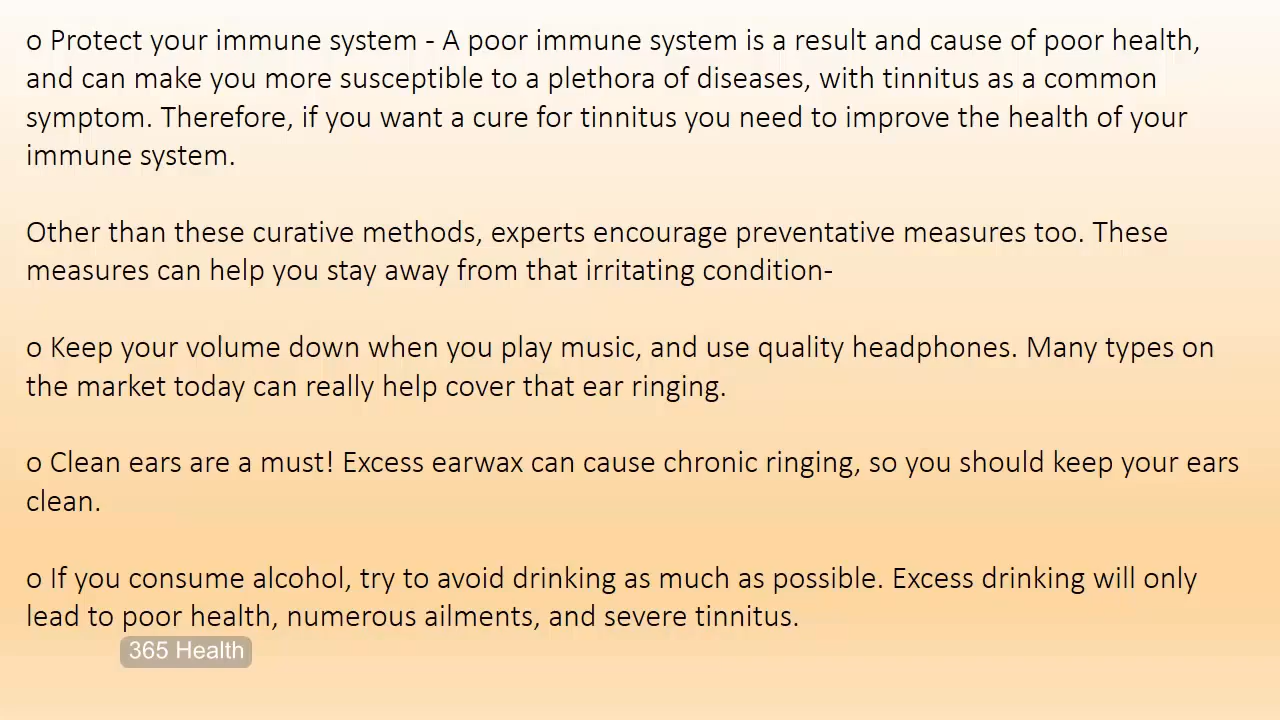 o Protect your immune system - A poor immune system is a result and cause of poor health,
and can make you more susceptible to a plethora of diseases, with tinnitus as a common
symptom. Therefore, if you want a cure for tinnitus you need to improve the health of your
immune system.
Other than these curative methods, experts encourage preventative measures too. These
measures can help you stay away from that irritating condition-
o Keep your volume down when you play music, and use quality headphones. Many types on
the market today can really help cover that ear ringing.
o Clean ears are a must! Excess earwax can cause chronic ringing, so you should keep your ears
clean.
o If you consume alcohol, try to avoid drinking as much as possible. Excess drinking will only
lead to poor health, numerous ailments, and severe tinnitus.
365 Health